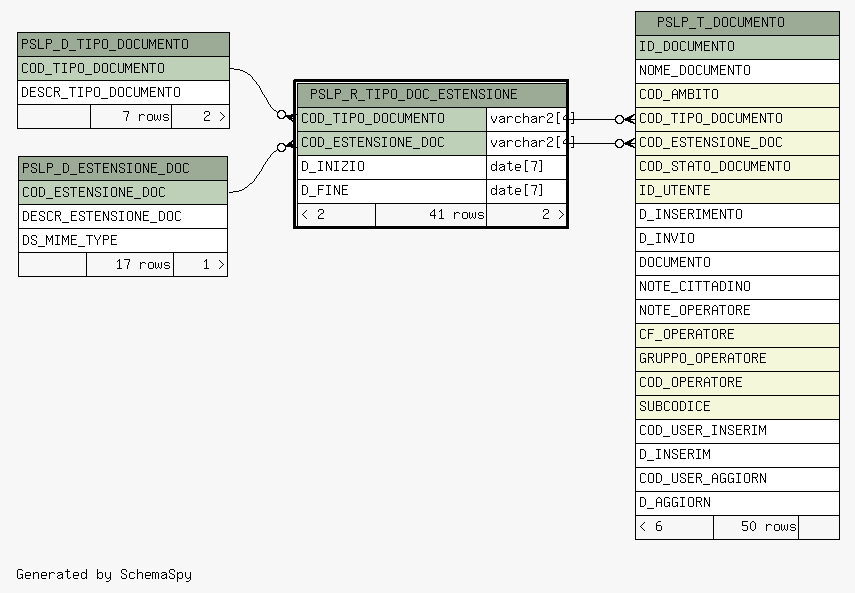 PSLP_D_TIPO_DOCUMENTO
COD_TIPO_DOCUMENTO
DESCR_TIPO_DOCUMENTO
7 rows 2 >
PSLP_D_ESTENSIONE_DOC
COD_ESTENSIONE_DOC
DESCR_ESTENSIONE_DOC
DS_MIME_TYPE
17 rows 1 >
PSLP_R_TIPO_DOC_ESTENSIONE
COD_TIPO_DOCUMENTO varchar2[4]
COD_ESTENSIONE_DOC varchar2[4]
D_INIZIO date[7]
D_FINE date[7]
< 2 41 rows 2 >
PSLP_T_DOCUMENTO
ID_DOCUMENTO
NOME_DOCUMENTO
COD_AMBITO
COD_TIPO_DOCUMENTO
COD_ESTENSIONE_DOC
COD_STATO_DOCUMENTO
ID_UTENTE
D_INSERIMENTO
D_INVIO
DOCUMENTO
NOTE_CITTADINO
NOTE_OPERATORE
CF_OPERATORE
GRUPPO_OPERATORE
COD_OPERATORE
SUBCODICE
COD_USER_INSERIM
D_INSERIM
COD_USER_AGGIORN
D_AGGIORN
< 6 50 rows
Generated by SchemaSpy